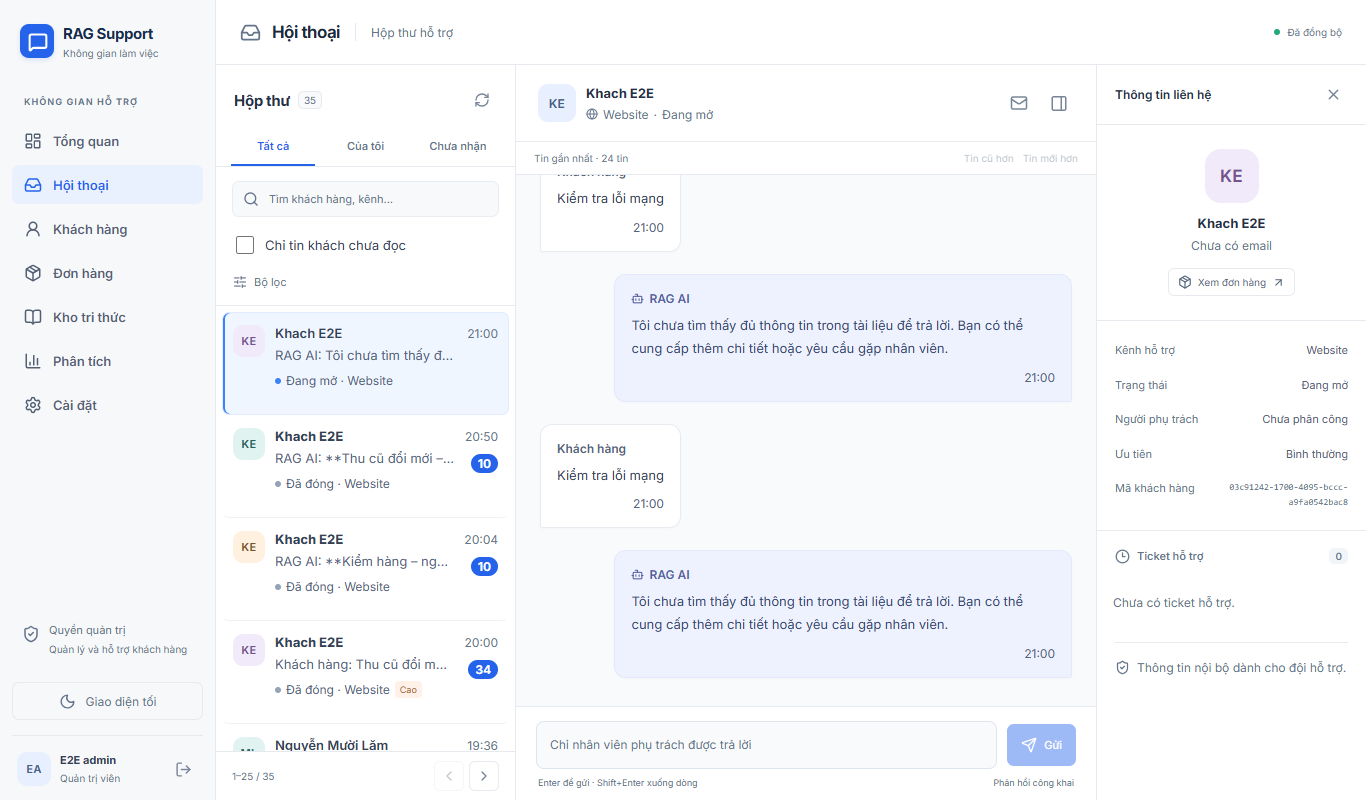 RAG Support
Không gian làm việc
KHÔNG GIAN HỖ TRỢ
Tổng quan
Hội thoại
Khách hàng
Đơn hàng
Kho tri thức
Phân tích
Cài đặt
Quyền quản trị
Quản lý và hỗ trợ khách hàng
Giao diện tối
EA
E2E admin
Quản trị viên
Hội thoại
Hộp thư hỗ trợ
Đã đồng bộ
Hộp thư 35
Tất cả
Của tôi
Chưa nhận
Tìm khách hàng, kênh...
Chỉ tin khách chưa đọc
Bộ lọc
KE
Khach E2E 21:00
RAG AI: Tôi chưa tìm thấy đ...
Đang mở · Website
KE
Khach E2E 20:50
RAG AI: **Thu cũ đổi mới –... 10
Đã đóng · Website
KE
Khach E2E 20:04
RAG AI: **Kiểm hàng – ng... 10
Đã đóng · Website
KE
Khach E2E 20:00
Khách hàng: Thu cũ đổi m... 34
Đã đóng · Website Cao
Nguyễn Mười Lăm 19:36
1–25 / 35
KE
Khach E2E
Website · Đang mở
Tin gần nhất · 24 tin
Tin cũ hơn Tin mới hơn
Khách hàng
Kiểm tra lỗi mạng
21:00
RAG AI
Tôi chưa tìm thấy đủ thông tin trong tài liệu để trả lời. Bạn có thể
cung cấp thêm chi tiết hoặc yêu cầu gặp nhân viên.
21:00
Khách hàng
Kiểm tra lỗi mạng
21:00
RAG AI
Tôi chưa tìm thấy đủ thông tin trong tài liệu để trả lời. Bạn có thể
cung cấp thêm chi tiết hoặc yêu cầu gặp nhân viên.
21:00
Chỉ nhân viên phụ trách được trả lời
Gửi
Enter để gửi · Shift+Enter xuống dòng
Phản hồi công khai
Thông tin liên hệ
KE
Khach E2E
Chưa có email
Xem đơn hàng
Kênh hỗ trợ Website
Trạng thái Đang mở
Người phụ trách Chưa phân công
Ưu tiên Bình thường
Mã khách hàng 03c91242-1700-4095-bccc-
a9fa0542bac8
Ticket hỗ trợ 0
Chưa có ticket hỗ trợ.
Thông tin nội bộ dành cho đội hỗ trợ.